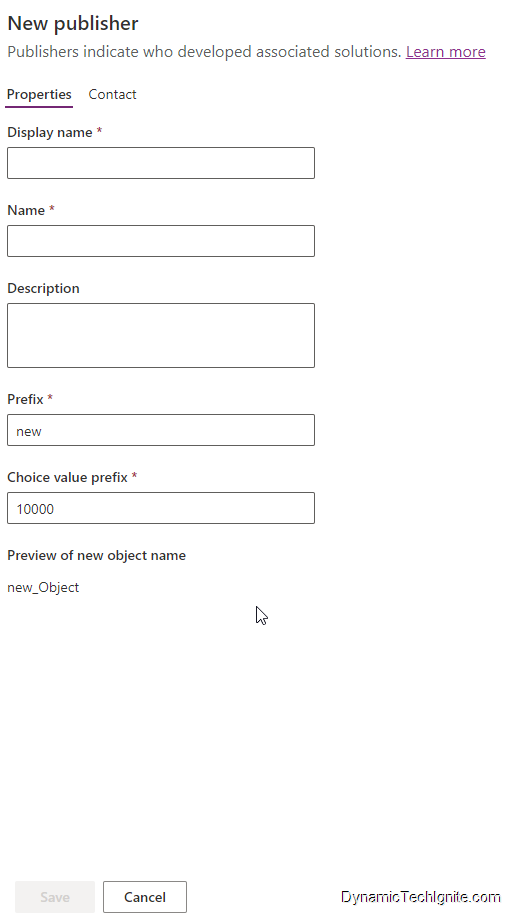 New publisher
Publishers indicate who developed associated solutions. Learn more
Properties Contact
Display name *
Name *
Description
Prefix *
new
Choice value prefix *
10000
Preview of new object name
new_Object
Save Cancel DynamicTechIgnite.com